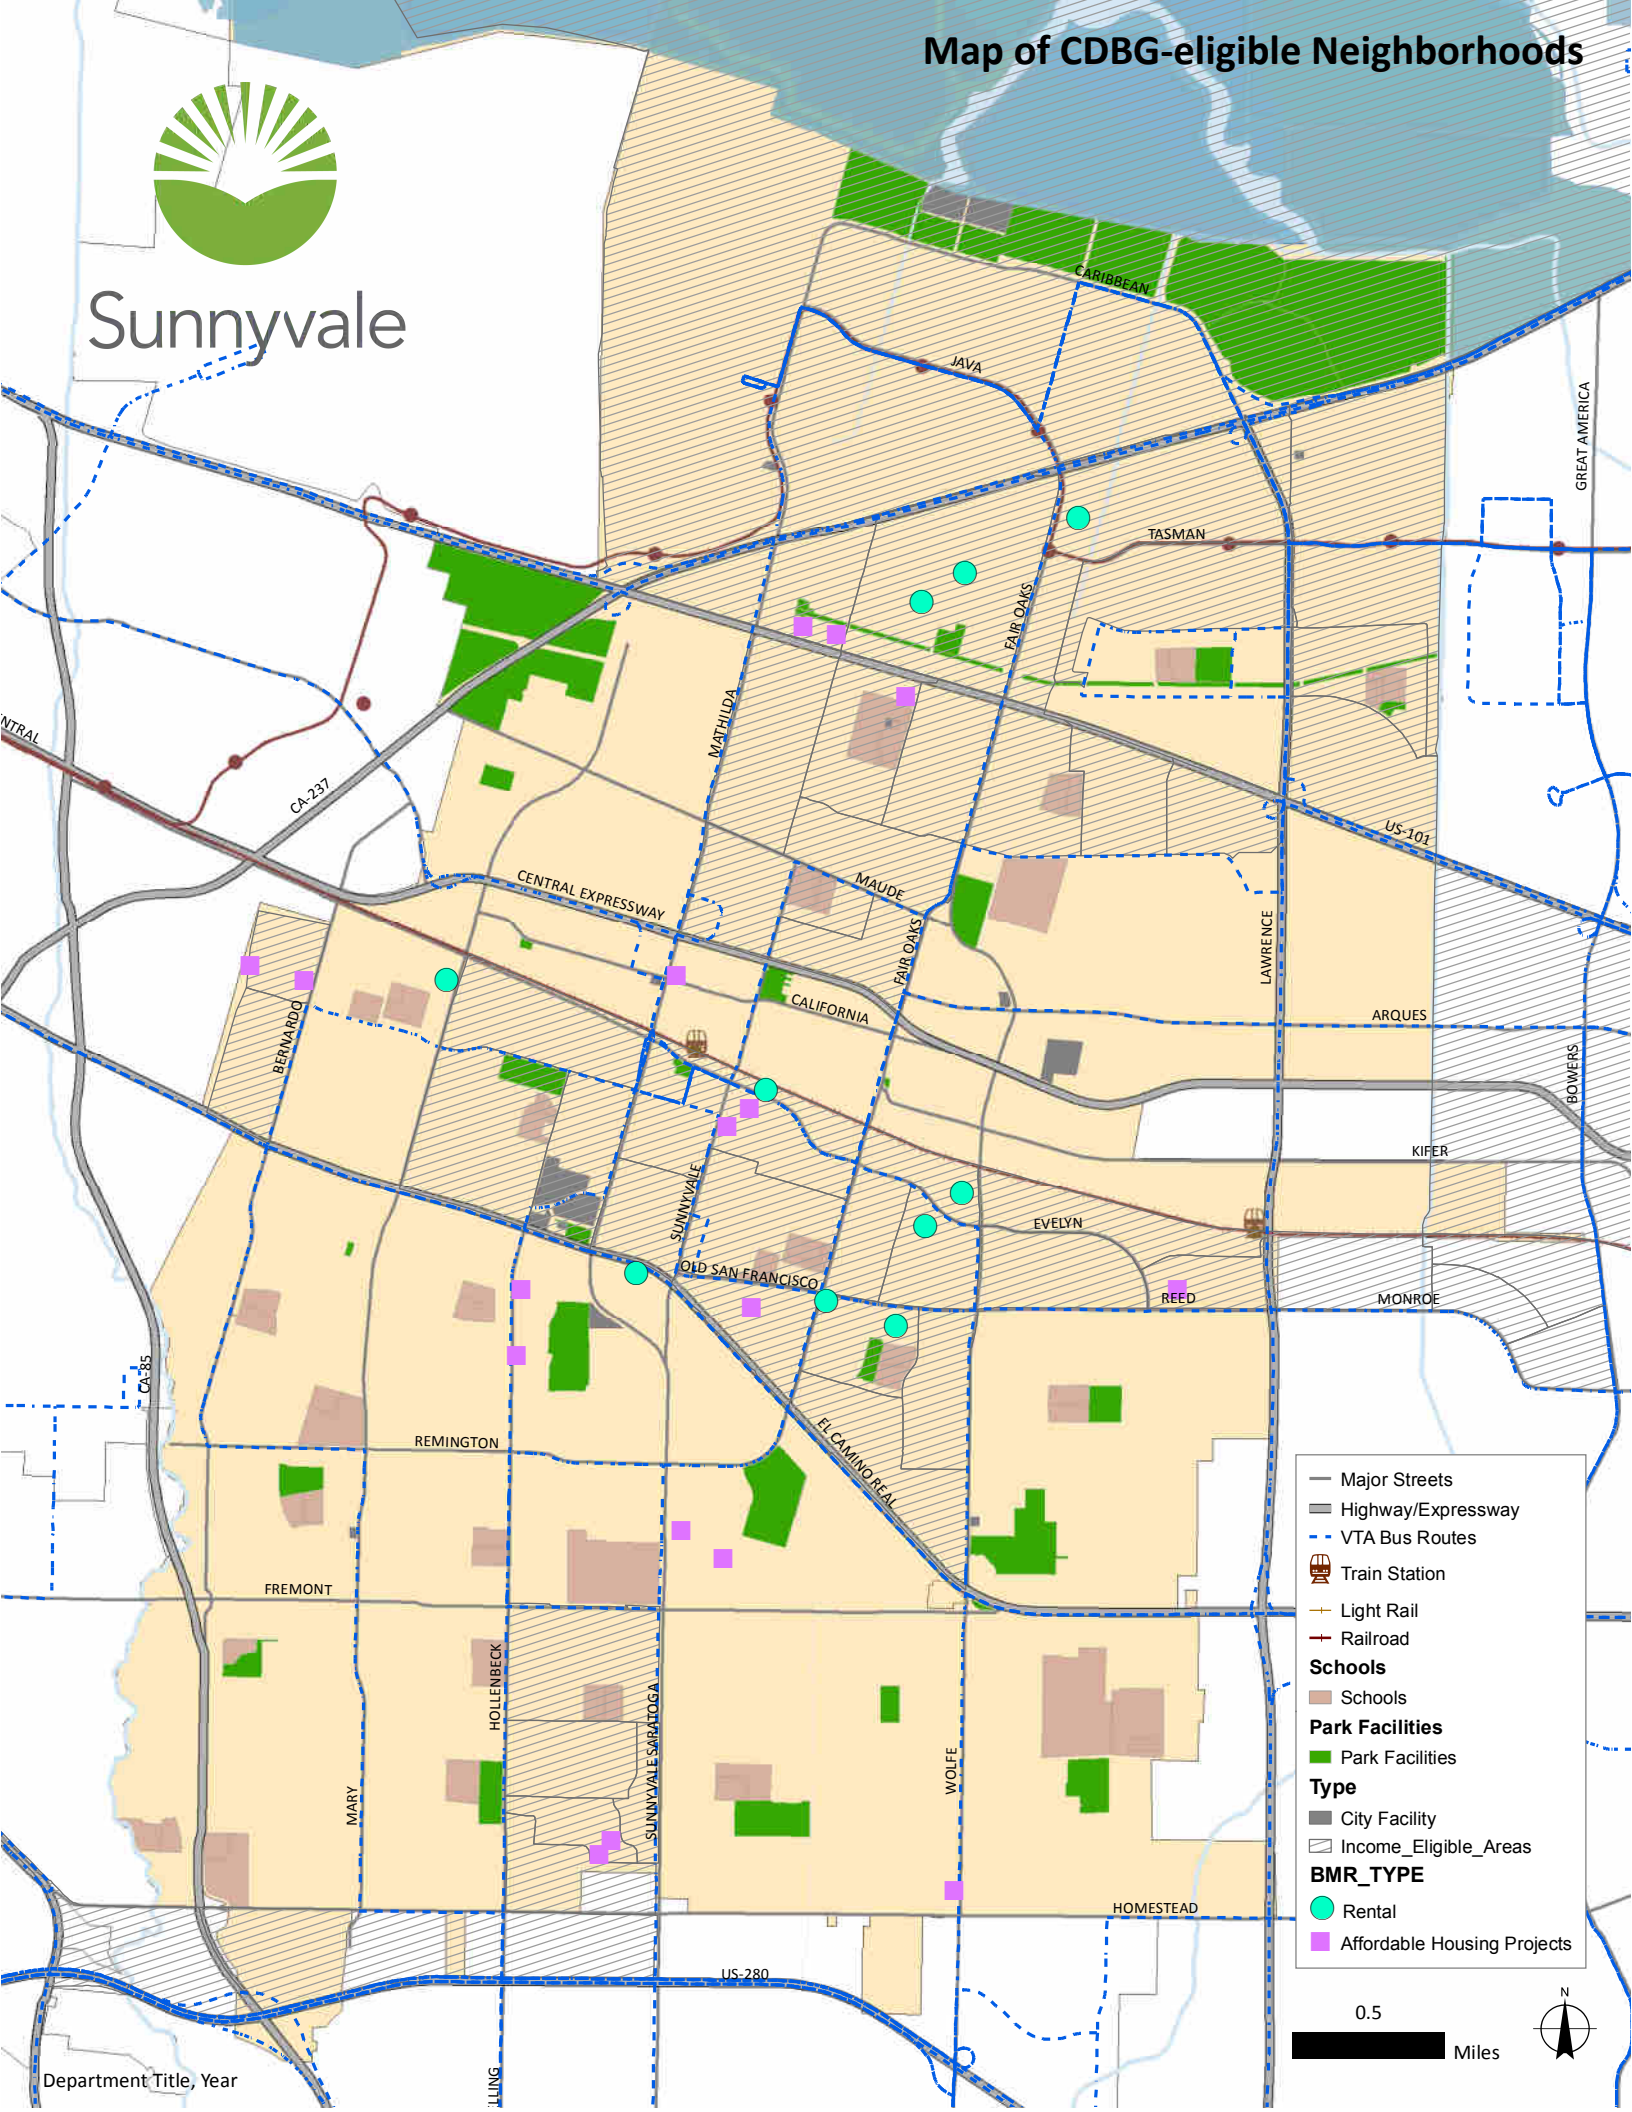 Map of CDBG-eligible Neighborhoods
Sunnyvale
CARIBBEAN
JAVA
GREAT AMERICA
TASMAN
FAIR OAKS
MATHILDA
NTRAL
CA-237
US-101
CENTRAL EXPRESSWAY
MAUDE
FAIR OAKS
LAWRENCE
CALIFORNIA
ARQUES
BERNARDO
BOWERS
KIFER
SUNNYVALE
EVELYN
OLD SAN FRANCISCO
REED
MONROE
CA-85
REMINGTON
EL CAMINO REAL
FREMONT
HOLLENBECK
SUNNYVALE SARATOGA
MARY
WOLFE
HOMESTEAD
US-280
LLING
Major Streets
Highway/Expressway
VTA Bus Routes
Train Station
Light Rail
Railroad
Schools
Schools
Park Facilities
Park Facilities
Type
City Facility
Income_Eligible_Areas
BMR_TYPE
Rental
Affordable Housing Projects
N
0.5
Miles
Department Title, Year